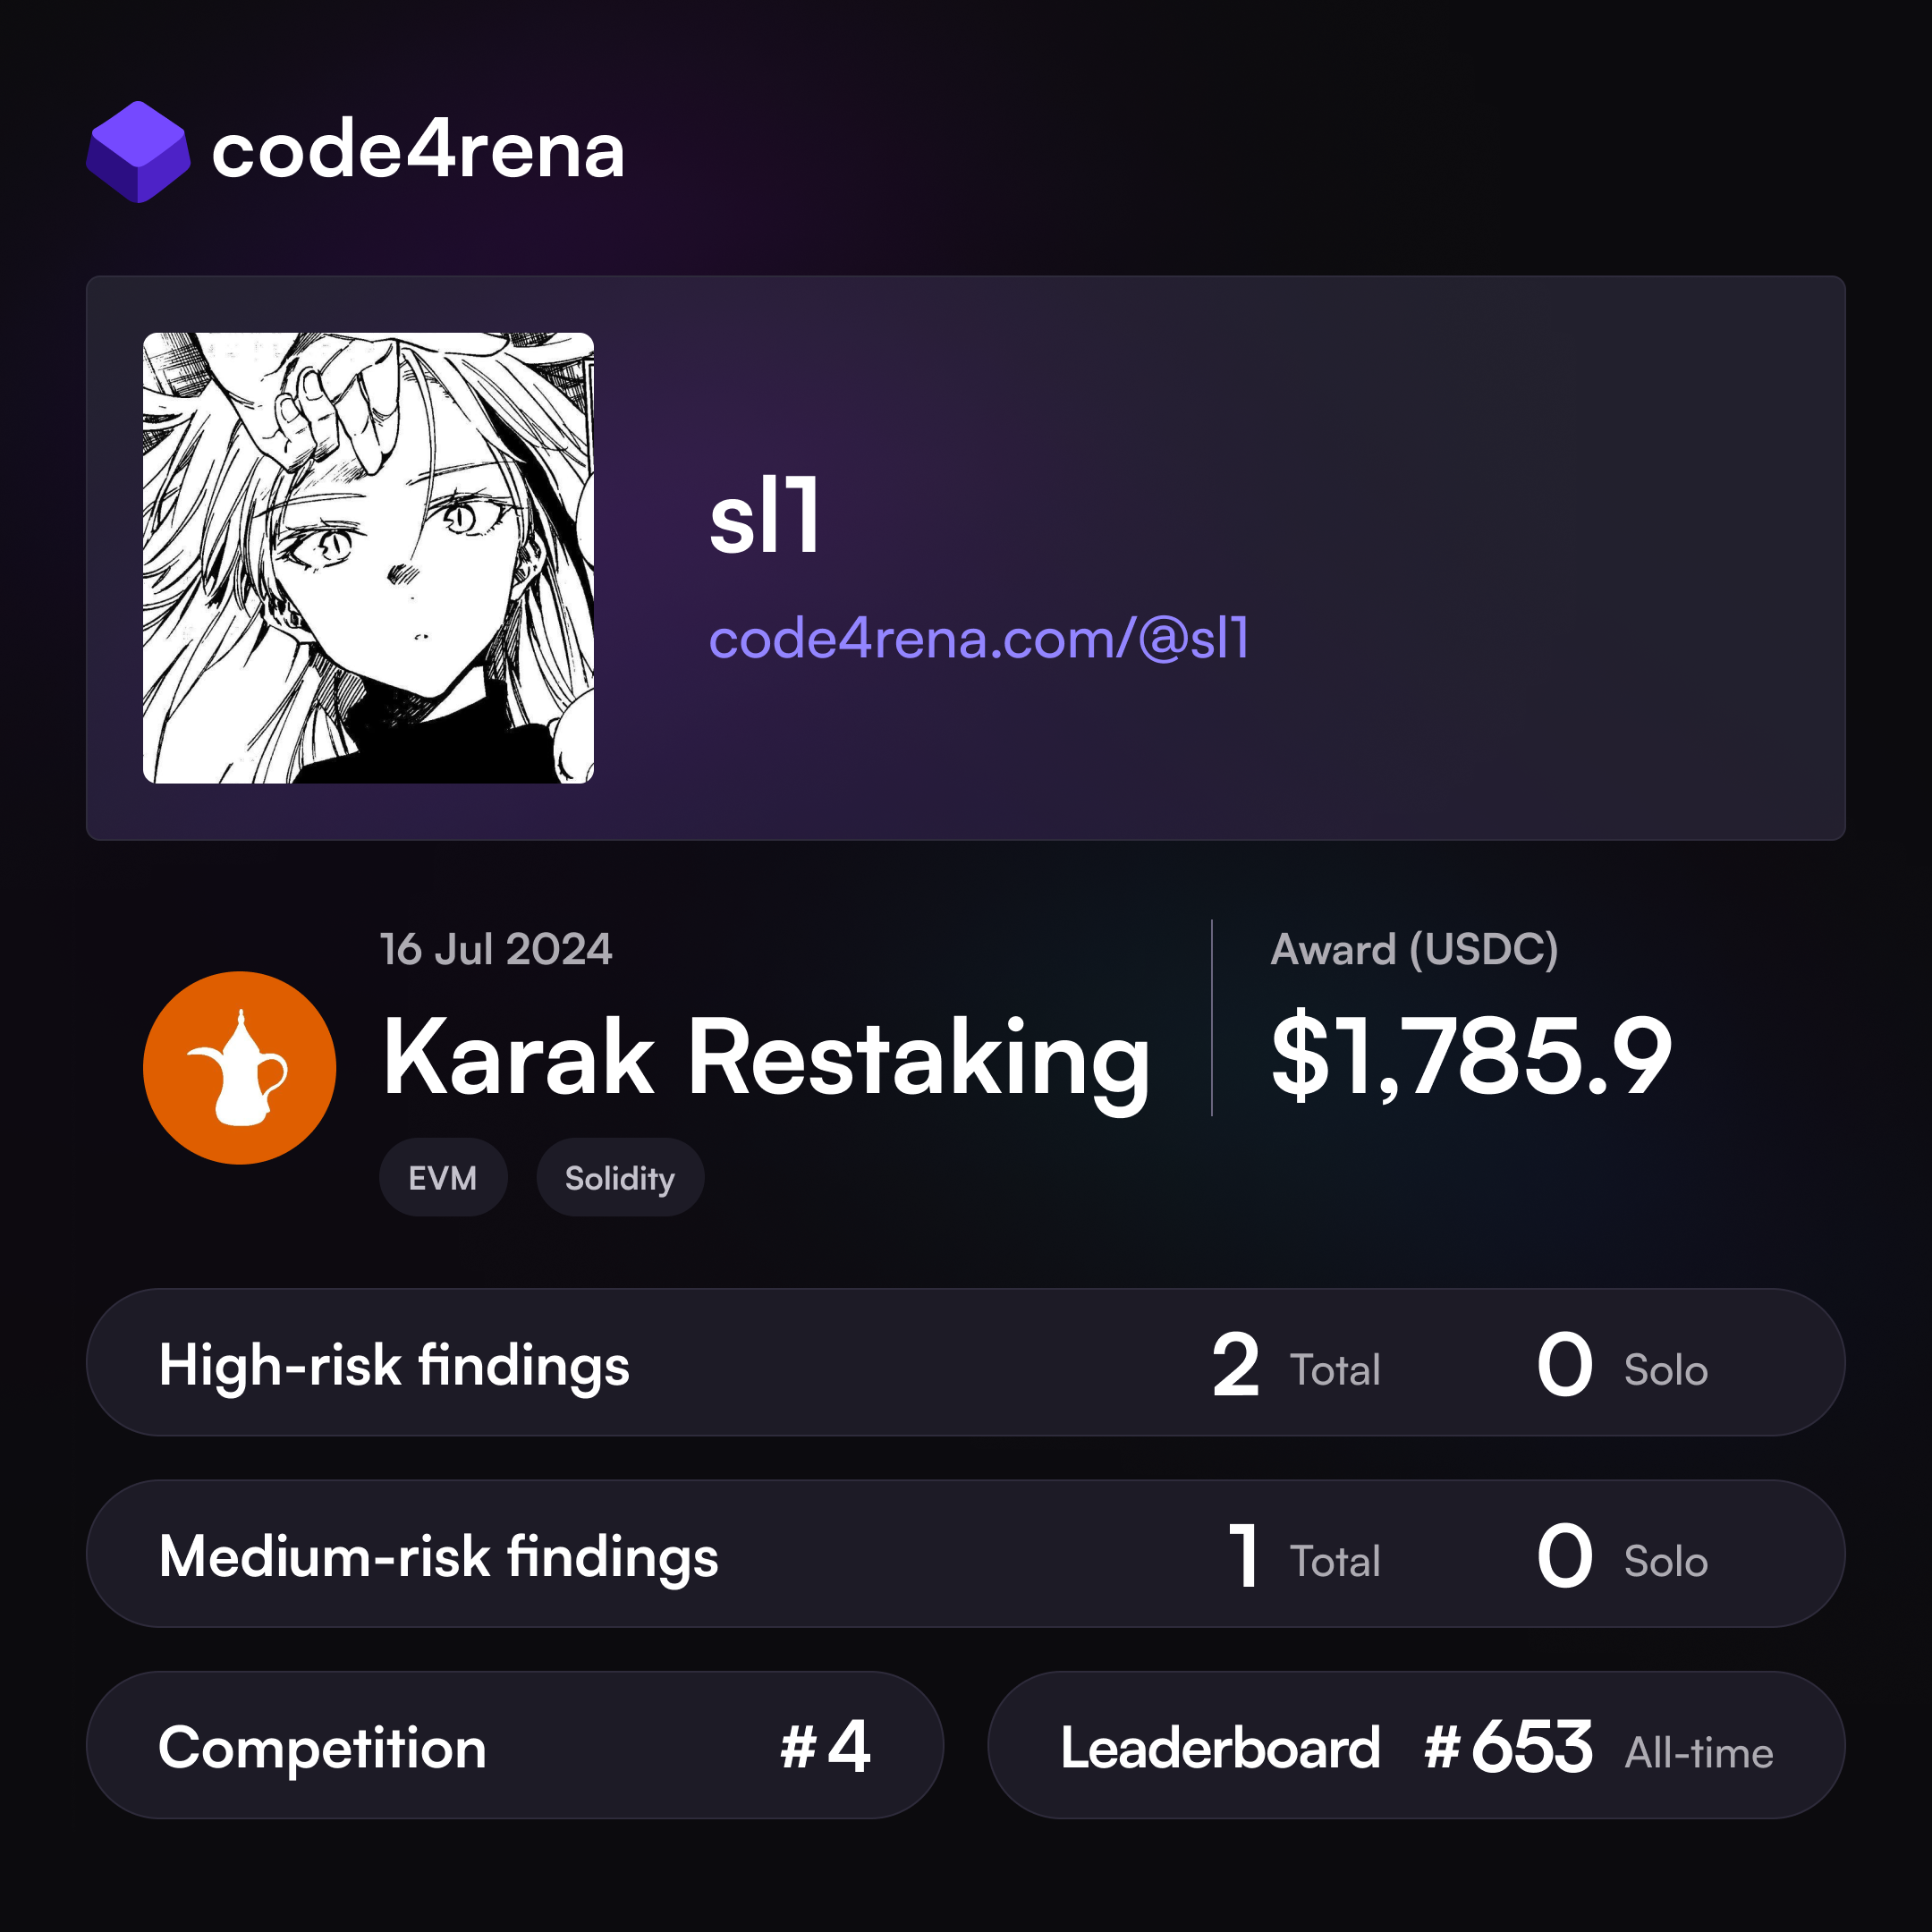 code4rena
sl1
code4rena.com/@sl1
16 Jul 2024
Karak Restaking
EVM Solidity
Award (USDC)
$1,785.9
High-risk findings 2 Total 0 Solo
Medium-risk findings 1 Total 0 Solo
Competition #4
Leaderboard #653 All-time